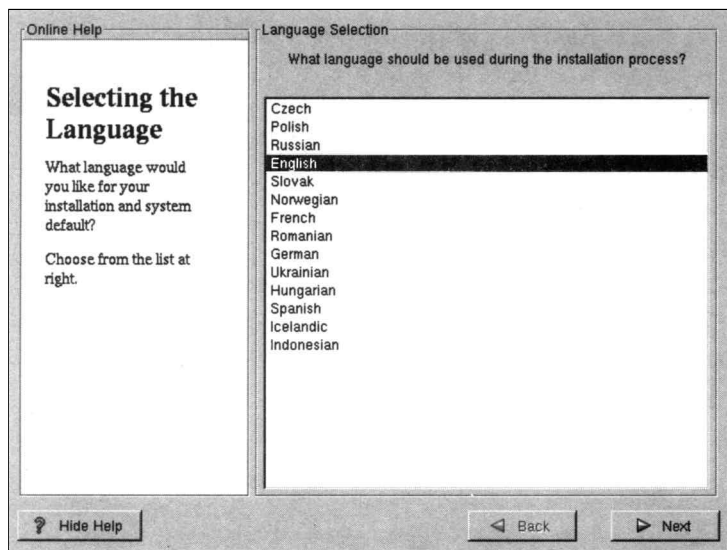 Online Help
Selecting the
Language
What language would
you like for your
installation and system
default?
Choose from the list at
right.
Language Selection
What language should be used during the installation process?
Czech
Polish
Russian
English
Slovak
Norwegian
French
Romanian
German
Ukrainian
Hungarian
Spanish
Icelandic
Indonesian
? Hide Help
Back
Next